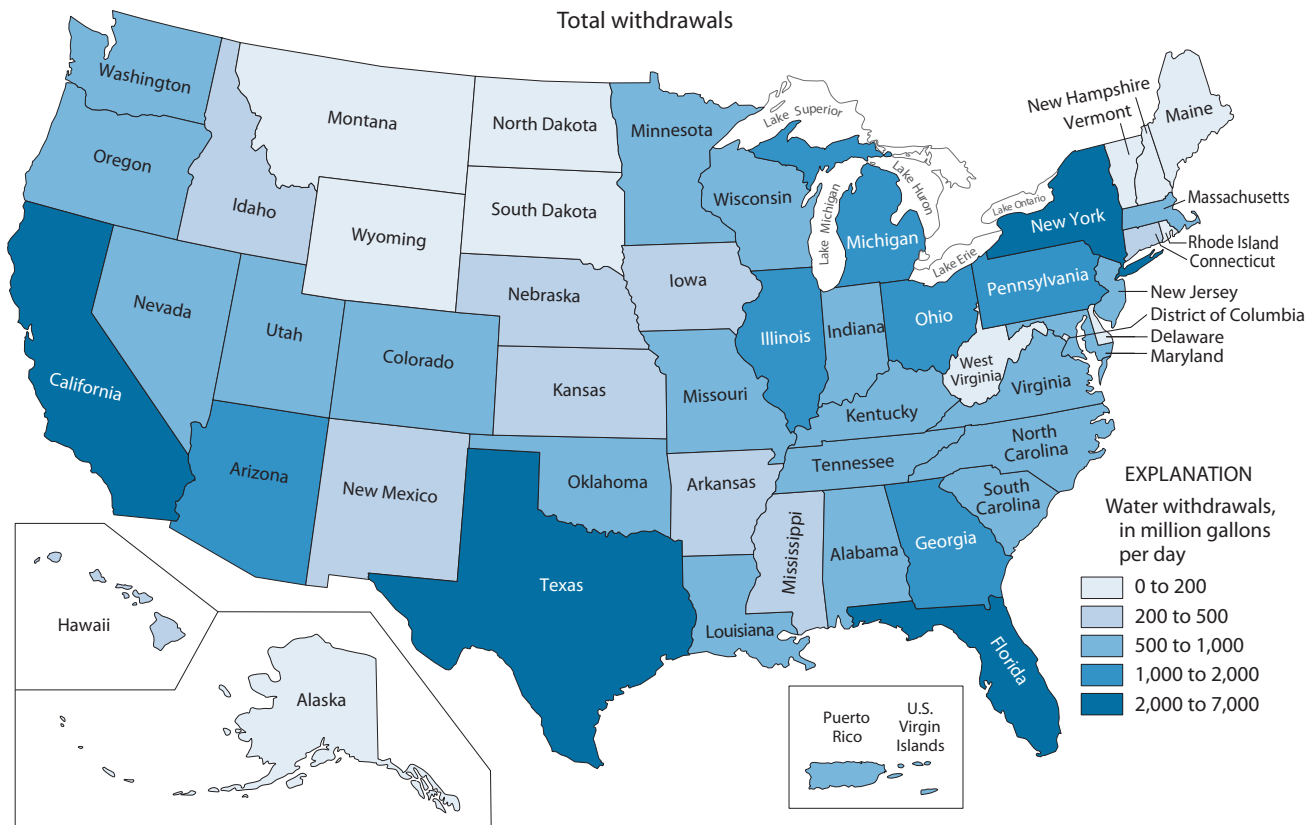 Total withdrawals
Washington
Oregon
California
Nevada
Idaho
Montana
Wyoming
Utah
Colorado
Arizona
New Mexico
North Dakota
South Dakota
Nebraska
Kansas
Oklahoma
Texas
Minnesota
Iowa
Missouri
Arkansas
Louisiana
Wisconsin
Illinois
Michigan
Indiana
Ohio
Kentucky
Tennessee
Mississippi
Alabama
Georgia
Florida
South
Carolina
North
Carolina
Virginia
West
Virginia
Pennsylvania
New York
Lake Superior
Lake Michigan
Lake Huron
Lake Erie
Lake Ontario
New Hampshire
Vermont
Maine
Massachusetts
Rhode Island
Connecticut
New Jersey
District of Columbia
Delaware
Maryland
Hawaii
Alaska
Puerto
Rico
U.S.
Virgin
Islands
EXPLANATION
Water withdrawals,
in million gallons
per day
0 to 200
200 to 500
500 to 1,000
1,000 to 2,000
2,000 to 7,000